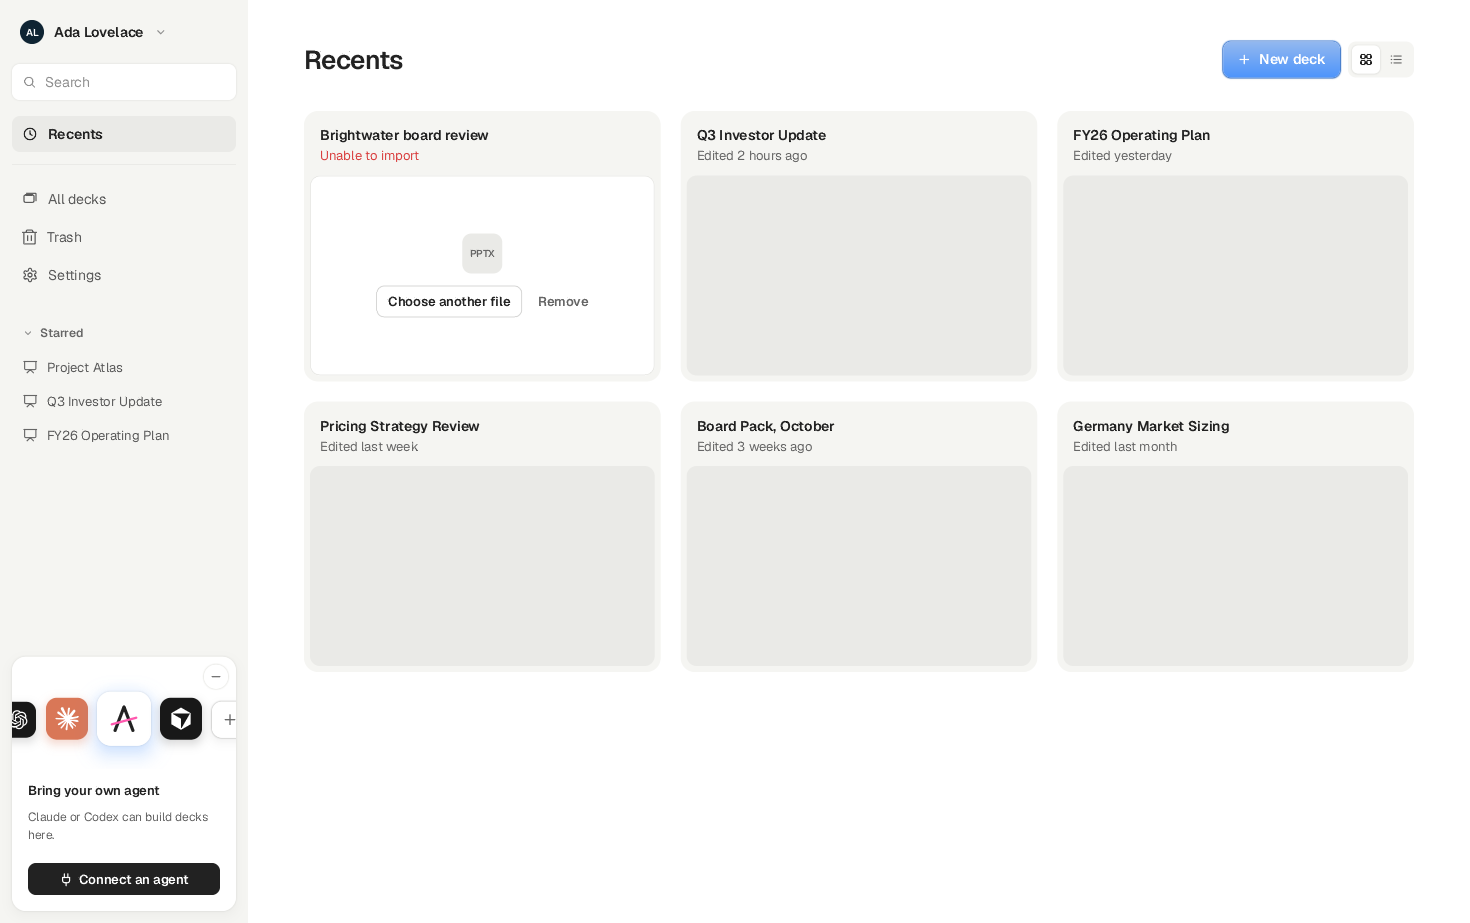 AL
Ada Lovelace
Search
Recents
All decks
Trash
Settings
Starred
Project Atlas
Q3 Investor Update
FY26 Operating Plan
Bring your own agent
Claude or Codex can build decks
here.
Connect an agent
Recents
New deck
Brightwater board review
Unable to import
PPTX
Choose another file
Remove
Q3 Investor Update
Edited 2 hours ago
FY26 Operating Plan
Edited yesterday
Pricing Strategy Review
Edited last week
Board Pack, October
Edited 3 weeks ago
Germany Market Sizing
Edited last month